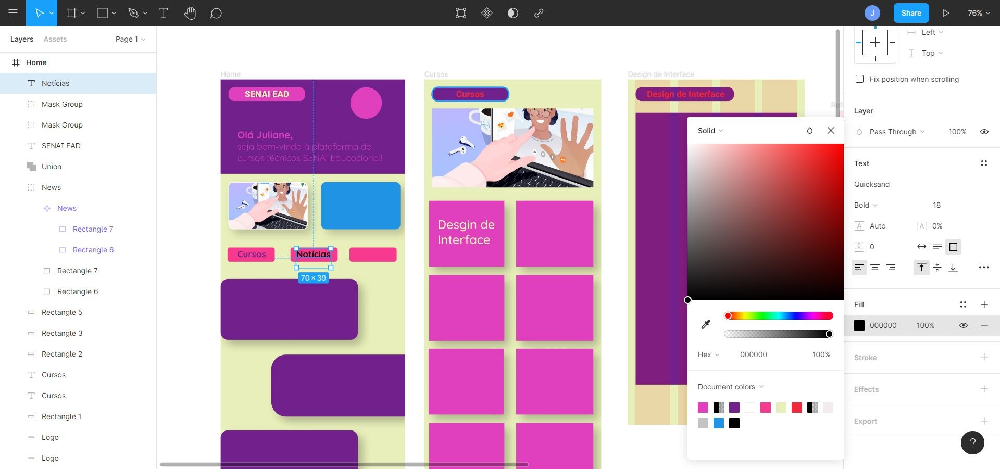 J
Share
76%
Layers
Assets
Page 1
Home
Notícias
Mask Group
Mask Group
SENAI EAD
Union
News
News
Rectangle 7
Rectangle 6
Rectangle 7
Rectangle 6
Rectangle 5
Rectangle 3
Rectangle 2
Cursos
Cursos
Rectangle 1
Logo
Logo
Home
SENAI EAD
Olá Juliane,
seja bem-vinda à plataforma de
cursos técnicos SENAI Educacional!
Cursos
Notícias
70 × 39
Cursos
Cursos
Desgin de
Interface
Design de Interface
Design de Interface
Solid
Hex
000000
100%
Document colors
Left
Top
Fix position when scrolling
Layer
Pass Through
100%
Text
Quicksand
Bold
18
Auto
0%
0
Fill
000000
100%
Stroke
Effects
Export
?